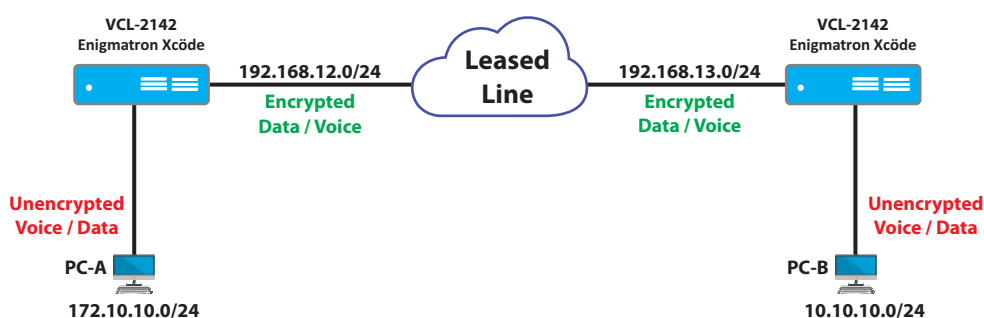 VCL-2142
Enigmatron Xcöde
VCL-2142
Enigmatron Xcöde
192.168.12.0/24
Encrypted
Data / Voice
Leased
Line
192.168.13.0/24
Encrypted
Data / Voice
Unencrypted
Voice / Data
Unencrypted
Voice / Data
PC-A
172.10.10.0/24
PC-B
10.10.10.0/24